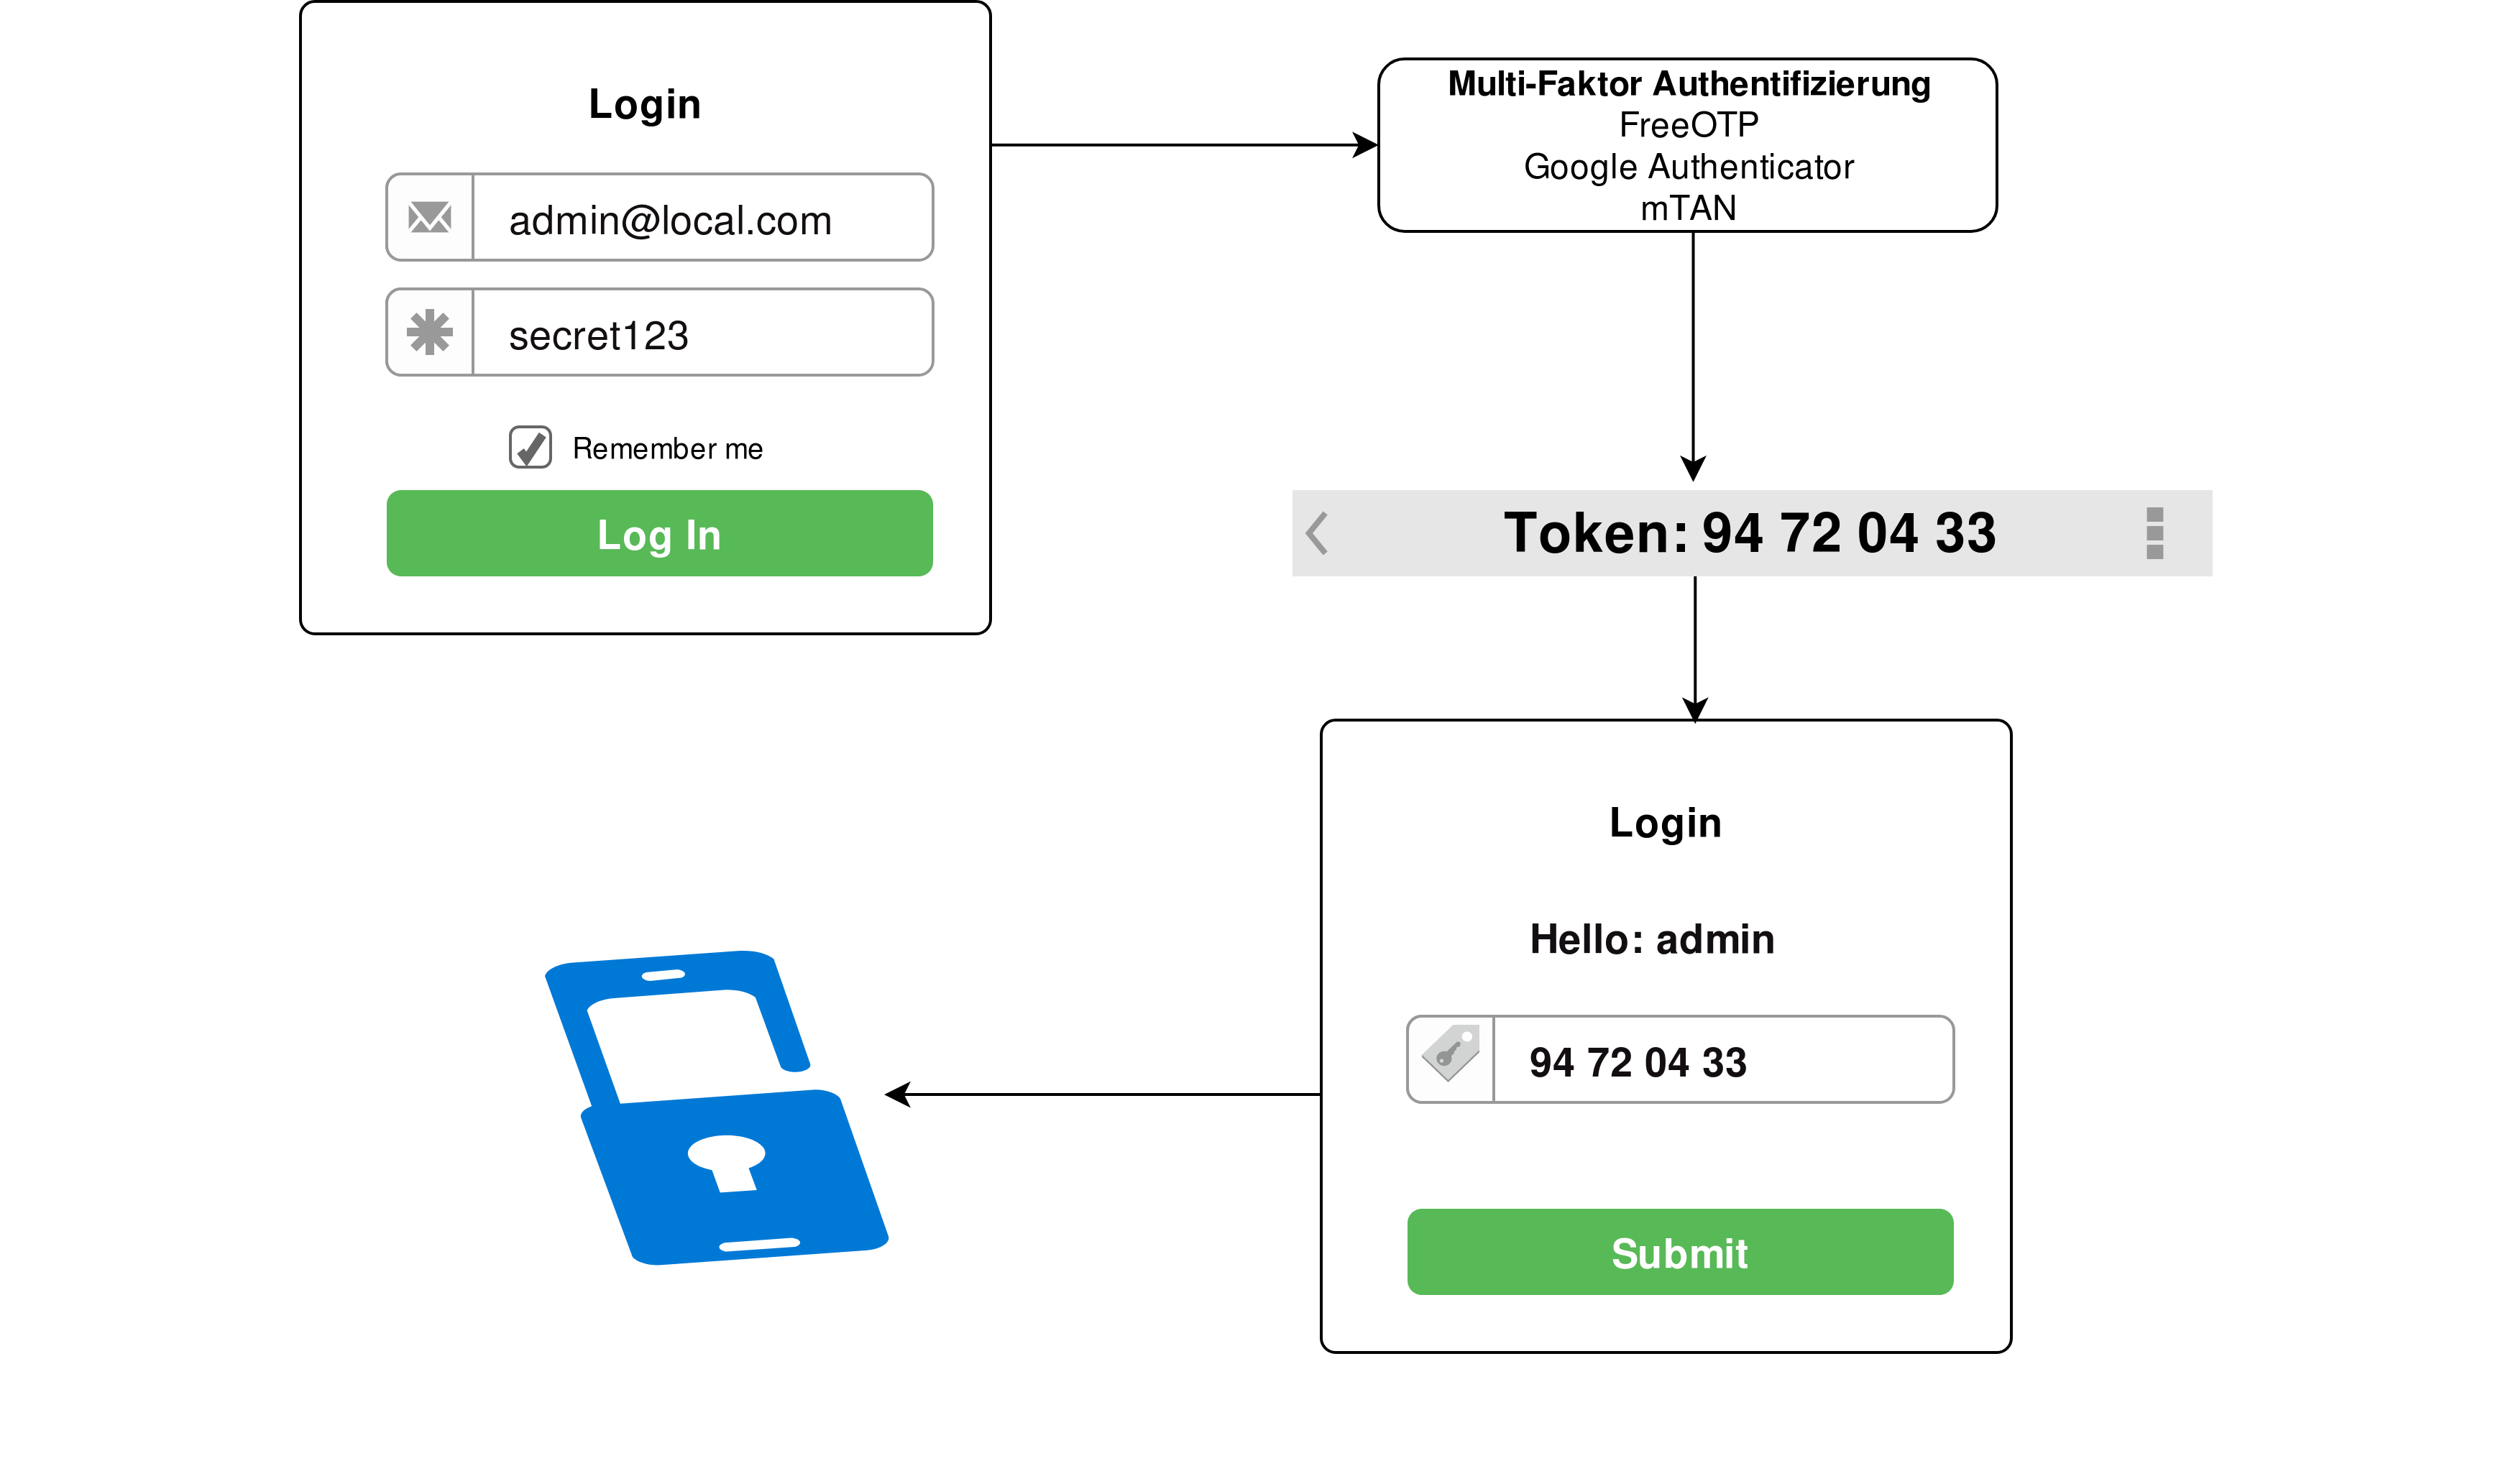 Login
admin@local.com
secret123
Remember me
Log In
Multi-Faktor Authentifizierung
FreeOTP
Google Authenticator
mTAN
Token: 94 72 04 33
Login
Hello: admin
94 72 04 33
Submit